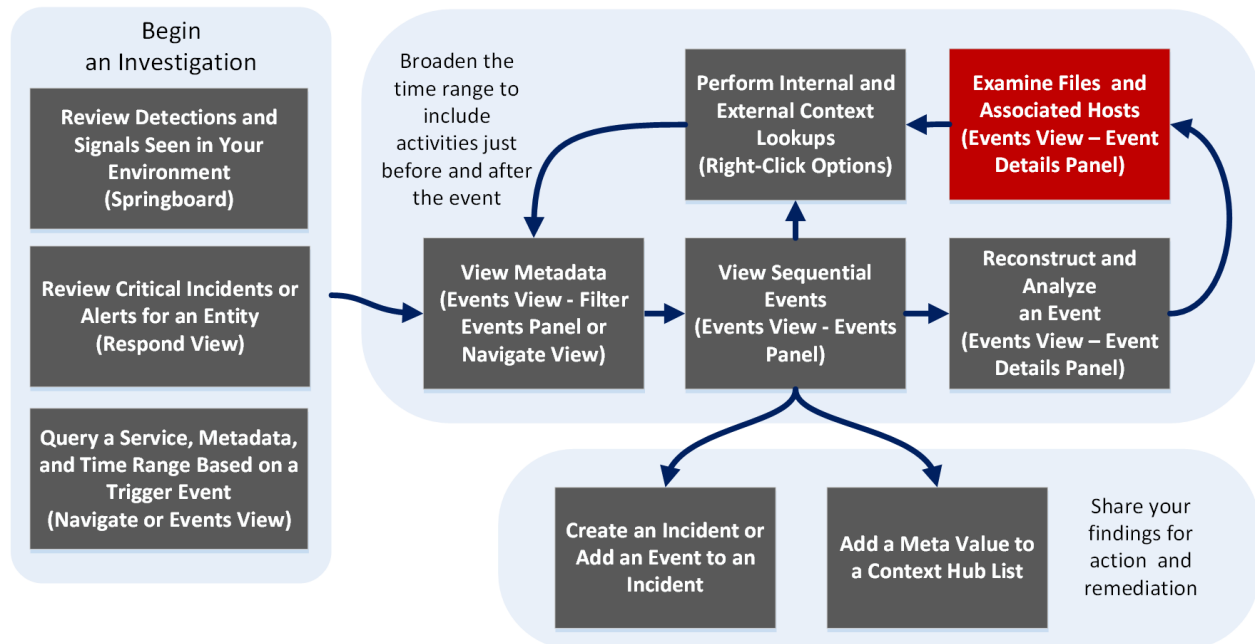 Begin
an Investigation
Review Detections and
Signals Seen in Your
Environment
(Springboard)
Review Critical Incidents or
Alerts for an Entity
(Respond View)
Query a Service, Metadata,
and Time Range Based on a
Trigger Event
(Navigate or Events View)
Broaden the
time range to
include
activities just
before and after
the event
Perform Internal and
External Context
Lookups
(Right-Click Options)
Examine Files and
Associated Hosts
(Events View – Event
Details Panel)
View Metadata
(Events View - Filter
Events Panel or
Navigate View)
View Sequential
Events
(Events View - Events
Panel)
Reconstruct and
Analyze
an Event
(Events View – Event
Details Panel)
Create an Incident or
Add an Event to an
Incident
Add a Meta Value to
a Context Hub List
Share your
findings for
action and
remediation